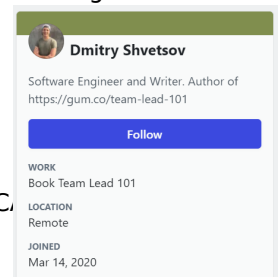 Dmitry Shvetsov
Software Engineer and Writer. Author of
https://gum.co/team-lead-101
Follow
WORK
Book Team Lead 101
LOCATION
Remote
JOINED
Mar 14, 2020